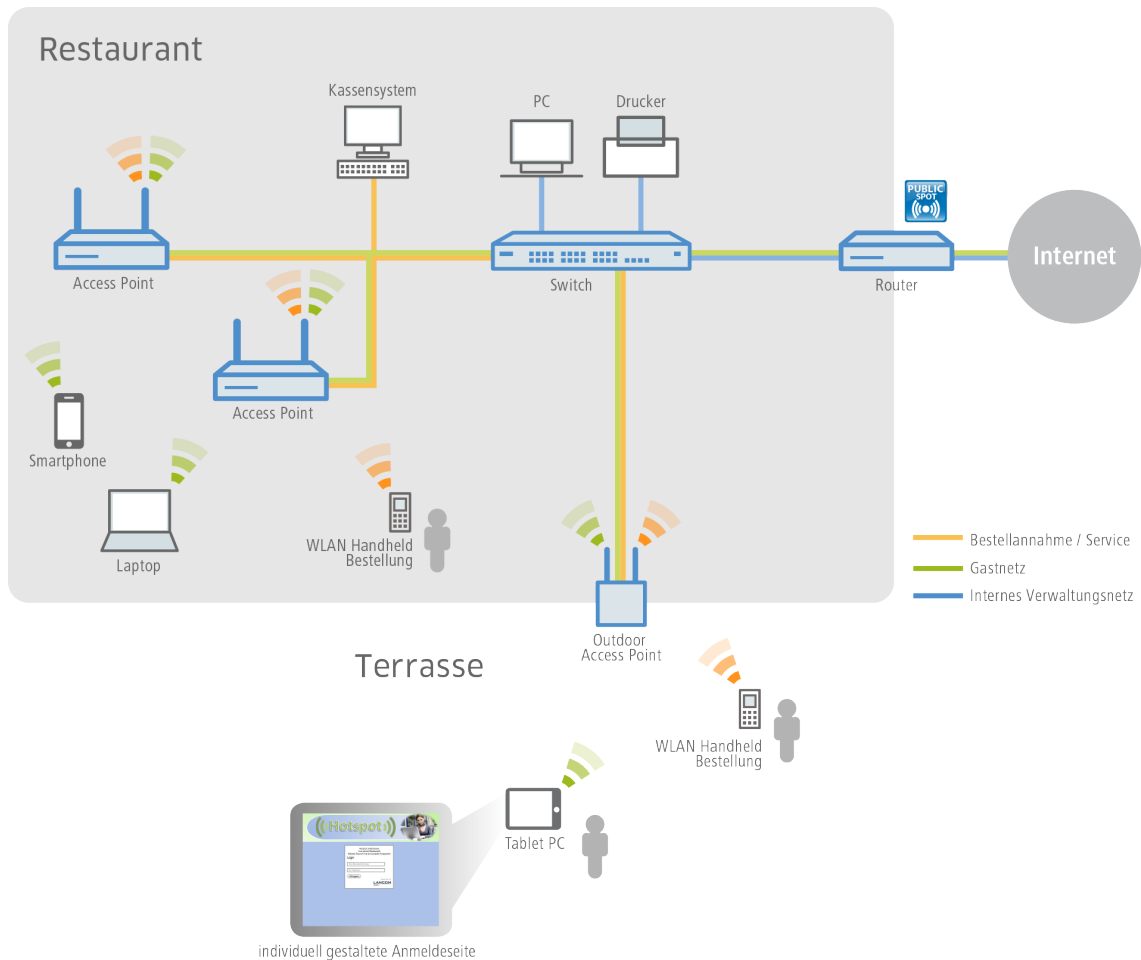 Restaurant
Kassensystem
PC
Drucker
PUBLIC
SPOT
Internet
Access Point
Switch
Router
Access Point
Smartphone
Laptop
WLAN Handheld
Bestellung
Bestellannahme / Service
Gastnetz
Internes Verwaltungsnetz
Outdoor
Access Point
Terrasse
WLAN Handheld
Bestellung
Tablet PC
Hotspot
Login
LANCOM
individuell gestaltete Anmeldeseite